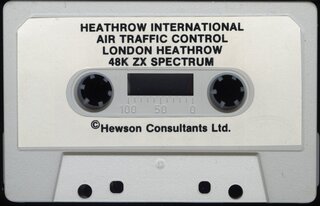 HEATHROW INTERNATIONAL
AIR TRAFFIC CONTROL
LONDON HEATHROW
48K ZX SPECTRUM
100 50 0
©Hewson Consultants Ltd.